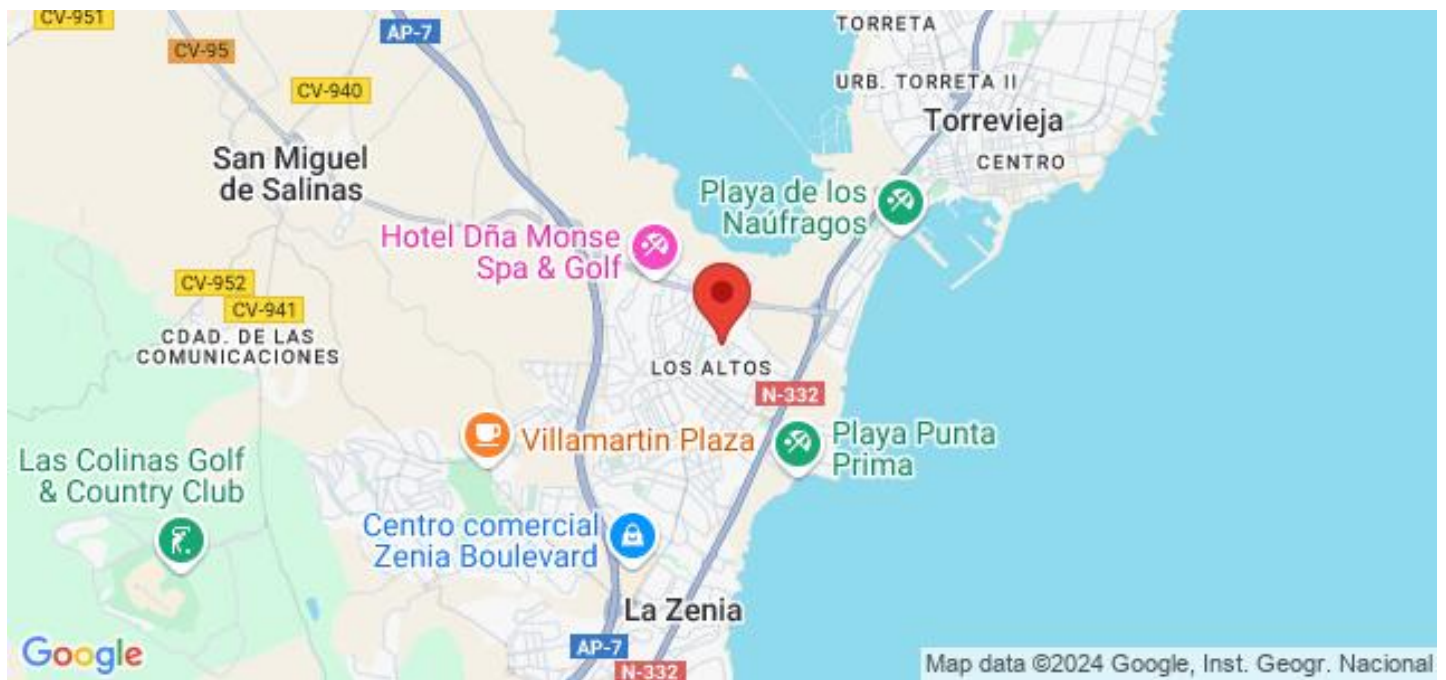 CV-951
TORRETA
AP-7
CV-95
CV-940
URB. TORRETA II
Torrevieja
CENTRO
San Miguel
de Salinas
Playa de los
Naúfragos
Hotel Dña Monse
Spa & Golf
CV-952
CV-941
CDAD. DE LAS
COMUNICACIONES
LOS ALTOS
N-332
Villamartin Plaza
Playa Punta
Prima
Las Colinas Golf
& Country Club
Centro comercial
Zenia Boulevard
La Zenia
AP-7
N-332
Google
Map data ©2024 Google, Inst. Geogr. Nacional